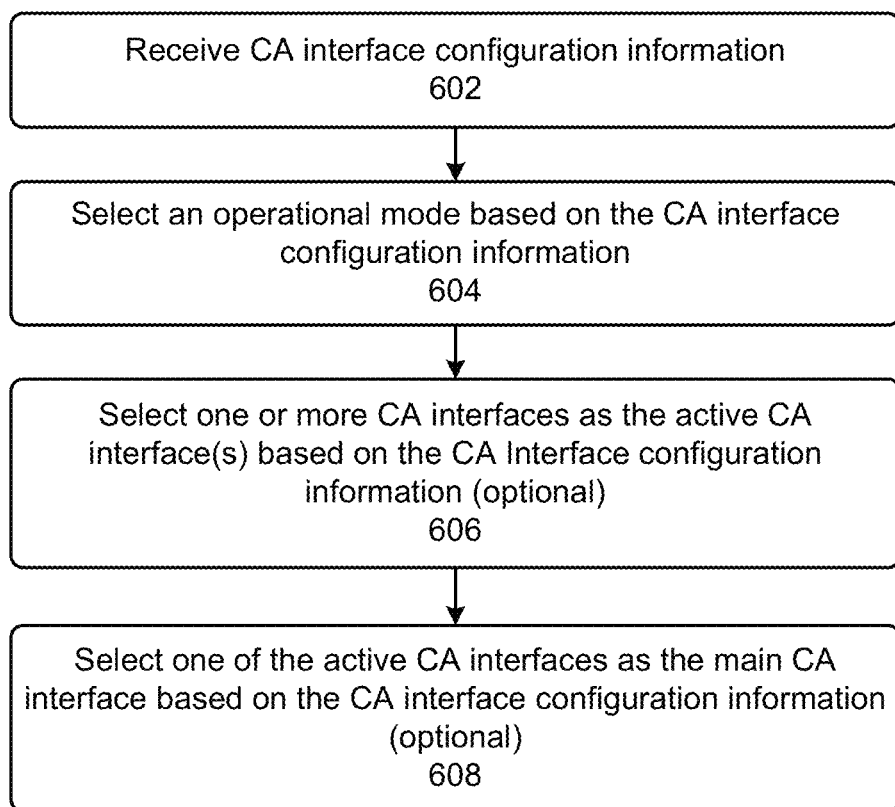 Receive CA interface configuration information
602
Select an operational mode based on the CA interface
configuration information
604
Select one or more CA interfaces as the active CA
interface(s) based on the CA Interface configuration
information (optional)
606
Select one of the active CA interfaces as the main CA
interface based on the CA interface configuration information
(optional)
608